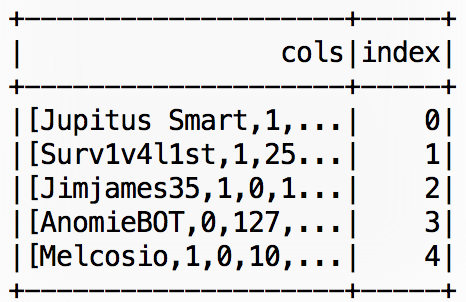 +--------------------+-----+
|                cols|index|
+--------------------+-----+
|[Jupitus Smart,1,...|    0|
|[Surv1v4l1st,1,25...|    1|
|[Jimjames35,1,0,1...|    2|
|[AnomieBOT,0,127,...|    3|
|[Melcosio,1,0,10,...|    4|
+--------------------+-----+